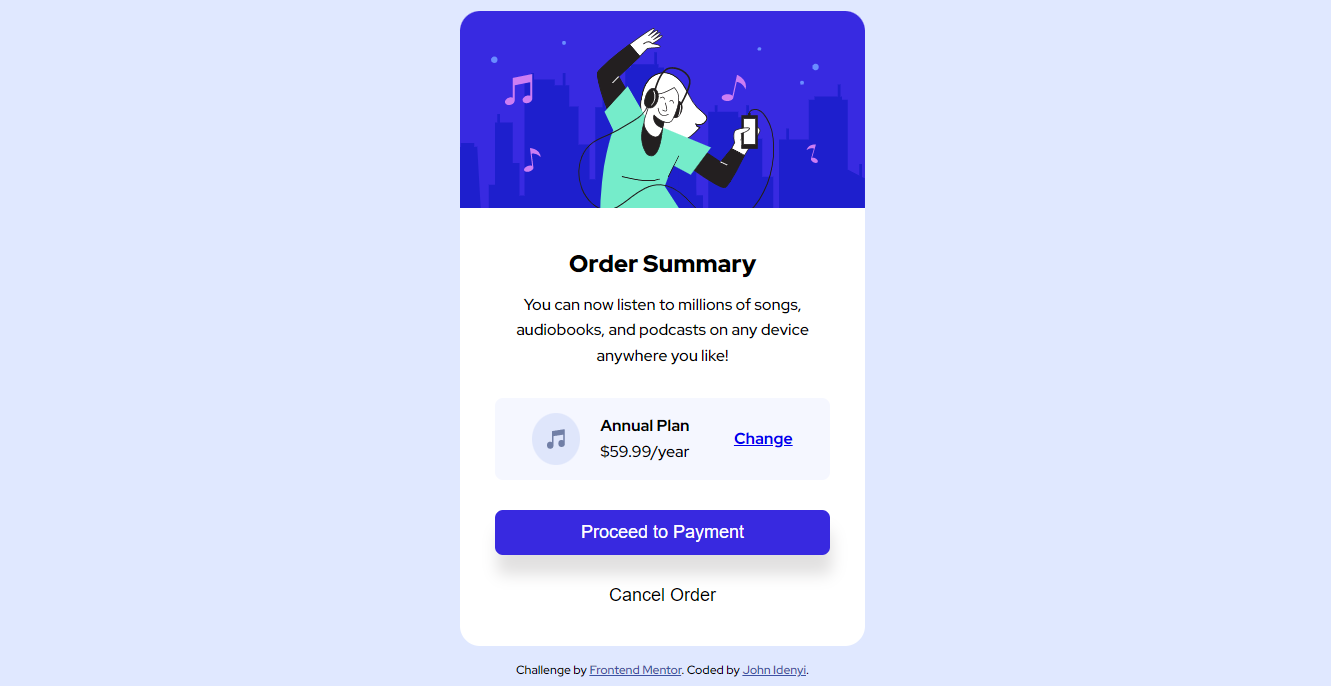 Order Summary
You can now listen to millions of songs,
audiobooks, and podcasts on any device
anywhere you like!
Annual Plan
$59.99/year
Change
Proceed to Payment
Cancel Order
Challenge by Frontend Mentor. Coded by John Idenyi.